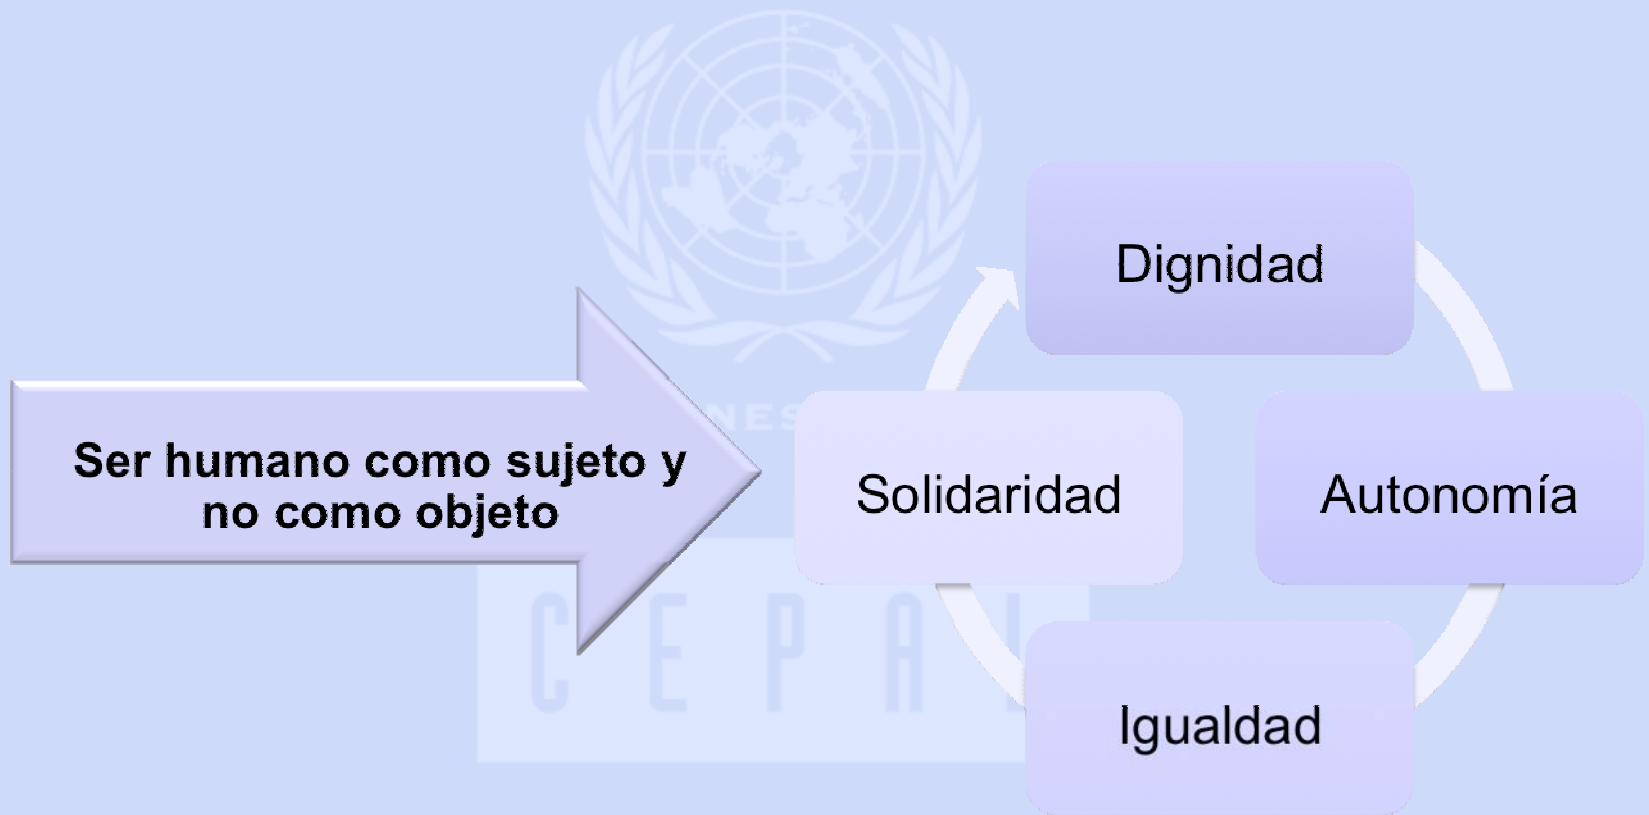 Dignidad
Ser humano como sujeto y
no como objeto
Solidaridad
Autonomía
Igualdad
C E P A L